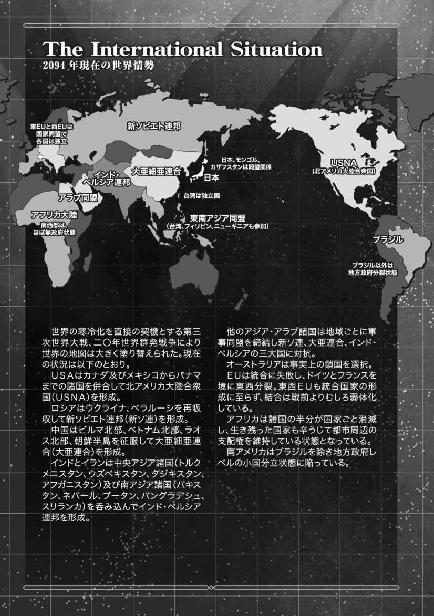 The International Situation
2094年現在の世界情勢
東EUと西EUは
国家同盟で
各国は独立
新ソビエト連邦
日本、モンゴル、
カザフスタンは同盟関係
USNA
(北アメリカ大陸合衆国)
インド・
ペルシア連邦
大亜細亜連合
日本
台湾は独立国
アラブ同盟
アフリカ大陸
南西部は、
ほぼ無政府状態
東南アジア同盟
(台湾、フィリピン、ニューギニアも参加)
ブラジル
ブラジル以外は
地方政府分裂状態
世界の寒冷化を直接の契機とする第三
次世界大戦、二〇年世界群発戦争により
世界の地図は大きく塗り替えられた。現在
の状況は以下のとおり。
USAはカナダ及びメキシコからパナマ
までの諸国を併合して北アメリカ大陸合衆
国(USNA)を形成。
ロシアはウクライナ、ベラルーシを再吸
収して新ソビエト連邦(新ソ連)を形成。
中国はビルマ北部、ベトナム北部、ラオ
ス北部、朝鮮半島を征服して大亜細亜連
合(大亜連合)を形成。
インドとイランは中央アジア諸国(トルク
メニスタン、ウズベキスタン、タジキスタン、
アフガニスタン)及び南アジア諸国(パキス
タン、ネパール、ブータン、バングラデシュ、
スリランカ)を呑み込んでインド・ペルシア
連邦を形成。
他のアジア・アラブ諸国は地域ごとに軍
事同盟を締結し新ソ連、大亜連合、インド・
ペルシアの三大国に対抗。
オーストラリアは事実上の鎖国を選択。
EUは統合に失敗し、ドイツとフランスを
境に東西分裂。東西EUも統合国家の形
成に至らず、結合は戦前よりむしろ弱体化
している。
アフリカは諸国の半分が国家ごと消滅
し、生き残った国家も辛うじて都市周辺の
支配権を維持している状態となっている。
南アメリカはブラジルを除き地方政府レ
ベルの小国分立状態に陥っている。